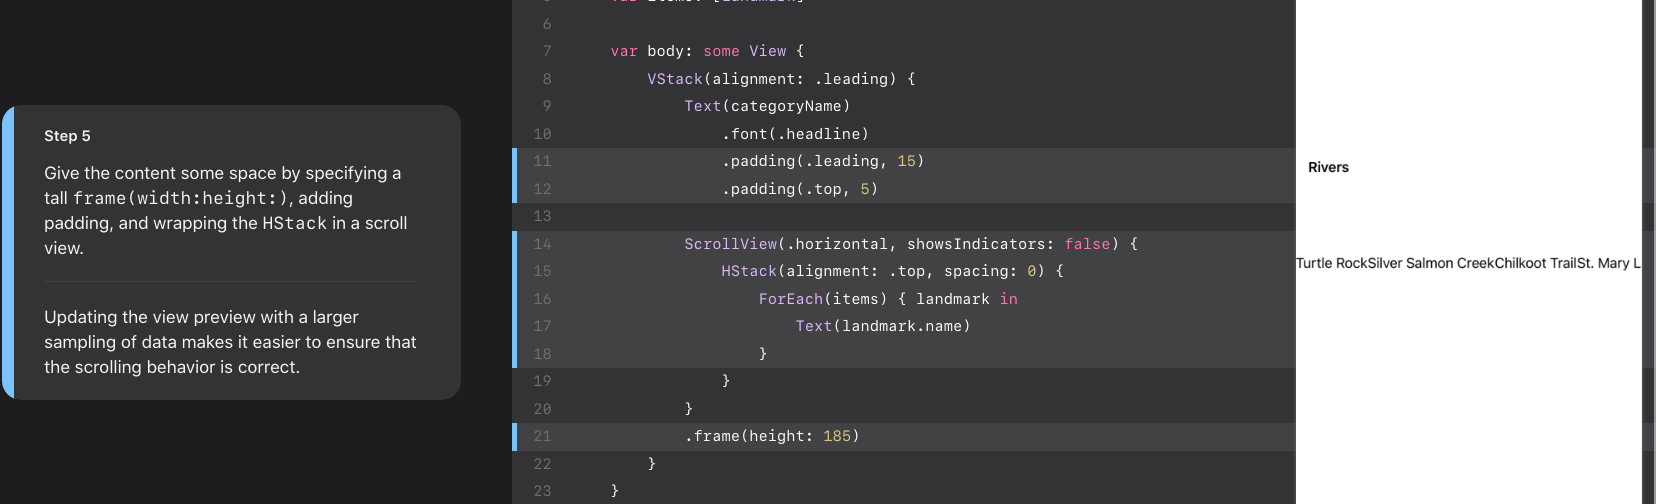 Step 5
Give the content some space by specifying a
tall frame(width:height:), adding
padding, and wrapping the HStack in a scroll
view.
Updating the view preview with a larger
sampling of data makes it easier to ensure that
the scrolling behavior is correct.
6
7 var body: some View {
8 VStack(alignment: .leading) {
9 Text(categoryName)
10 .font(.headline)
11 .padding(.leading, 15)
12 .padding(.top, 5)
13
14 ScrollView(.horizontal, showsIndicators: false) {
15 HStack(alignment: .top, spacing: 0) {
16 ForEach(items) { landmark in
17 Text(landmark.name)
18 }
19 }
20 }
21 .frame(height: 185)
22 }
23 }
Rivers
Turtle RockSilver Salmon CreekChilkoot TrailSt. Mary L